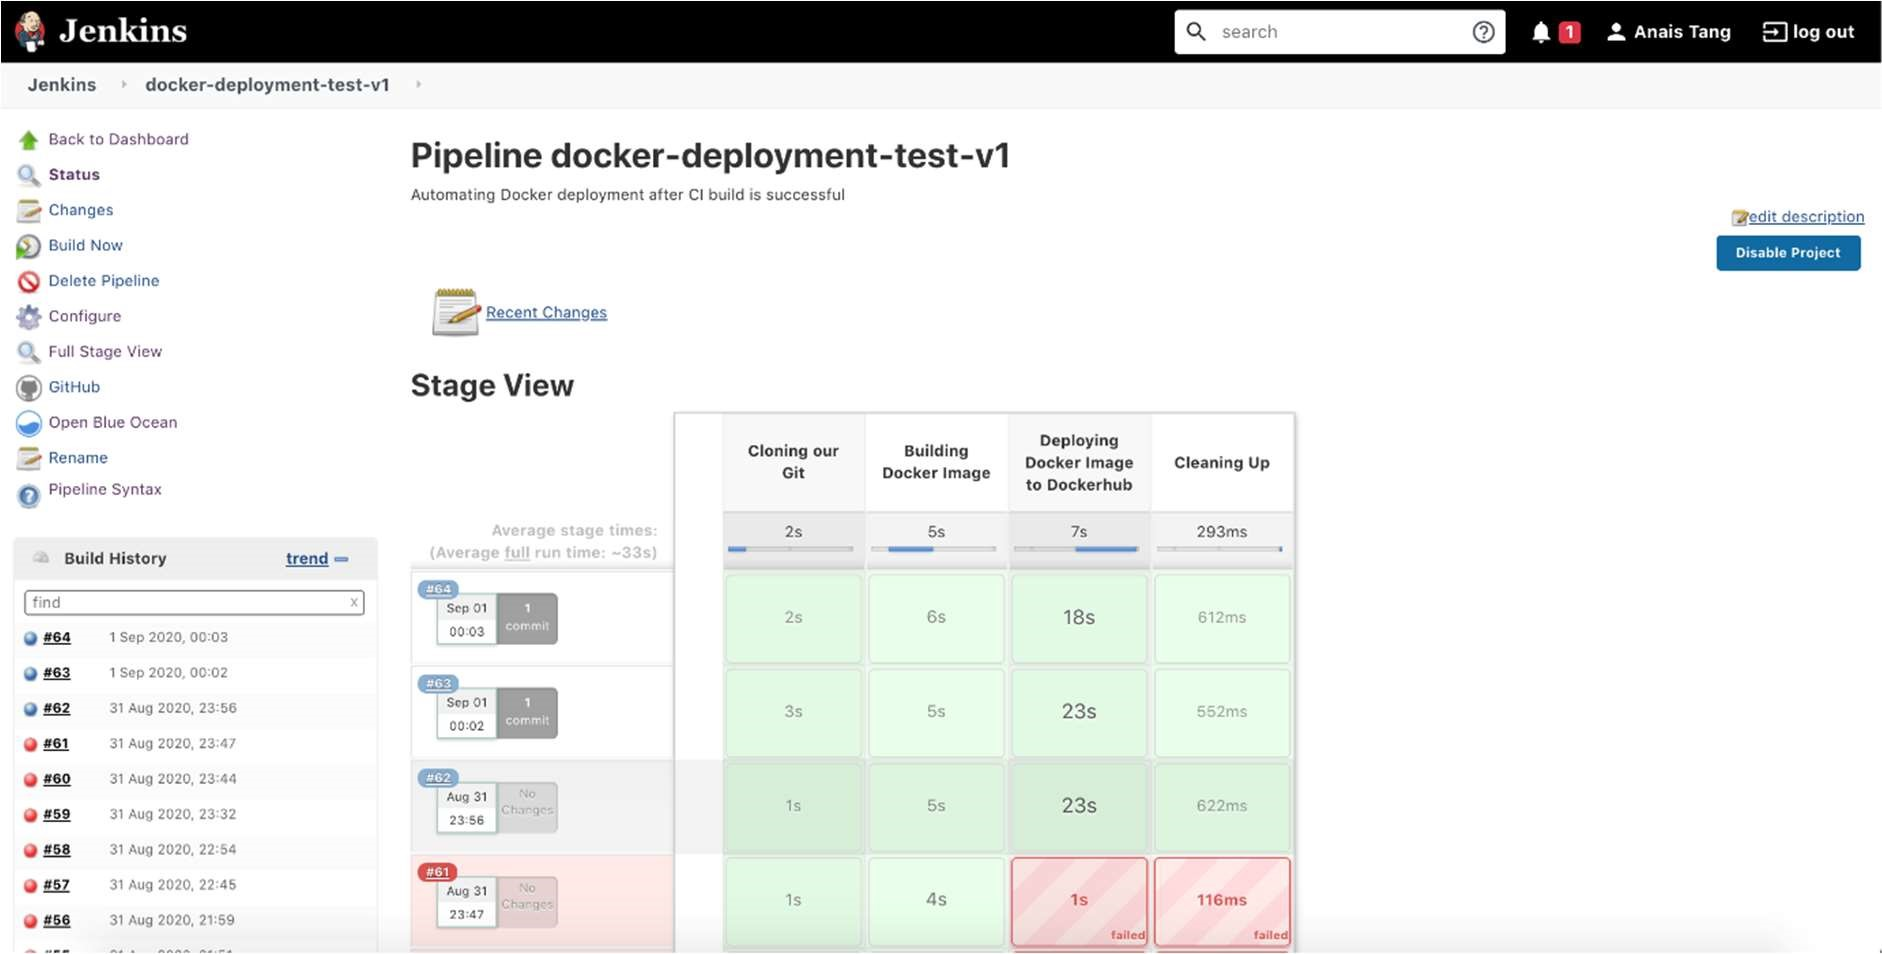 Jenkins
search
1
Anais Tang
log out
Jenkins
docker-deployment-test-v1
Back to Dashboard
Status
Changes
Build Now
Delete Pipeline
Configure
Full Stage View
GitHub
Open Blue Ocean
Rename
Pipeline Syntax
Build History
trend
find
x
#64 1 Sep 2020, 00:03
#63 1 Sep 2020, 00:02
#62 31 Aug 2020, 23:56
#61 31 Aug 2020, 23:47
#60 31 Aug 2020, 23:44
#59 31 Aug 2020, 23:32
#58 31 Aug 2020, 22:54
#57 31 Aug 2020, 22:45
#56 31 Aug 2020, 21:59
Pipeline docker-deployment-test-v1
Automating Docker deployment after CI build is successful
edit description
Disable Project
Recent Changes
Stage View
Cloning our
Git
Building
Docker Image
Deploying
Docker Image
to Dockerhub
Cleaning Up
Average stage times:
(Average full run time: ~33s)
2s
5s
7s
293ms
#64
Sep 01
00:03
1
commit
2s
6s
18s
612ms
#63
Sep 01
00:02
1
commit
3s
5s
23s
552ms
#62
Aug 31
23:56
No
Changes
1s
5s
23s
622ms
#61
Aug 31
23:47
No
Changes
1s
4s
1s
failed
116ms
failed